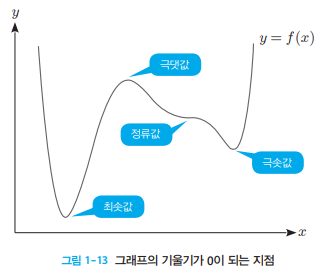 y
y = f(x)
극댓값
정류값
극솟값
최솟값
x
그림 1-13 그래프의 기울기가 0이 되는 지점